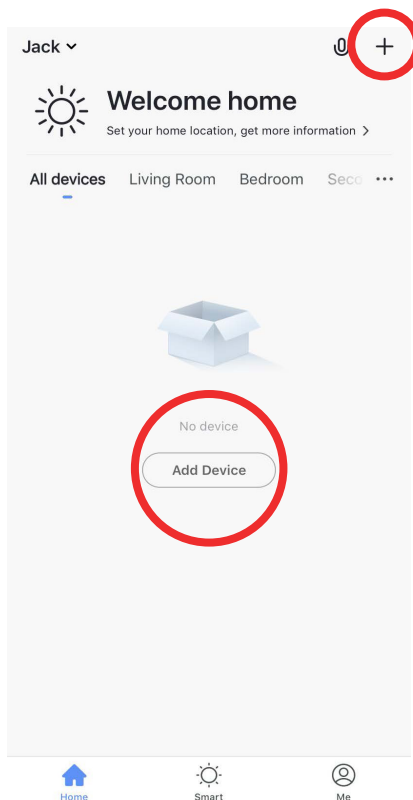 Jack
Welcome home
Set your home location, get more information >
All devices Living Room Bedroom Seco ...
No device
Add Device
Home Smart Me